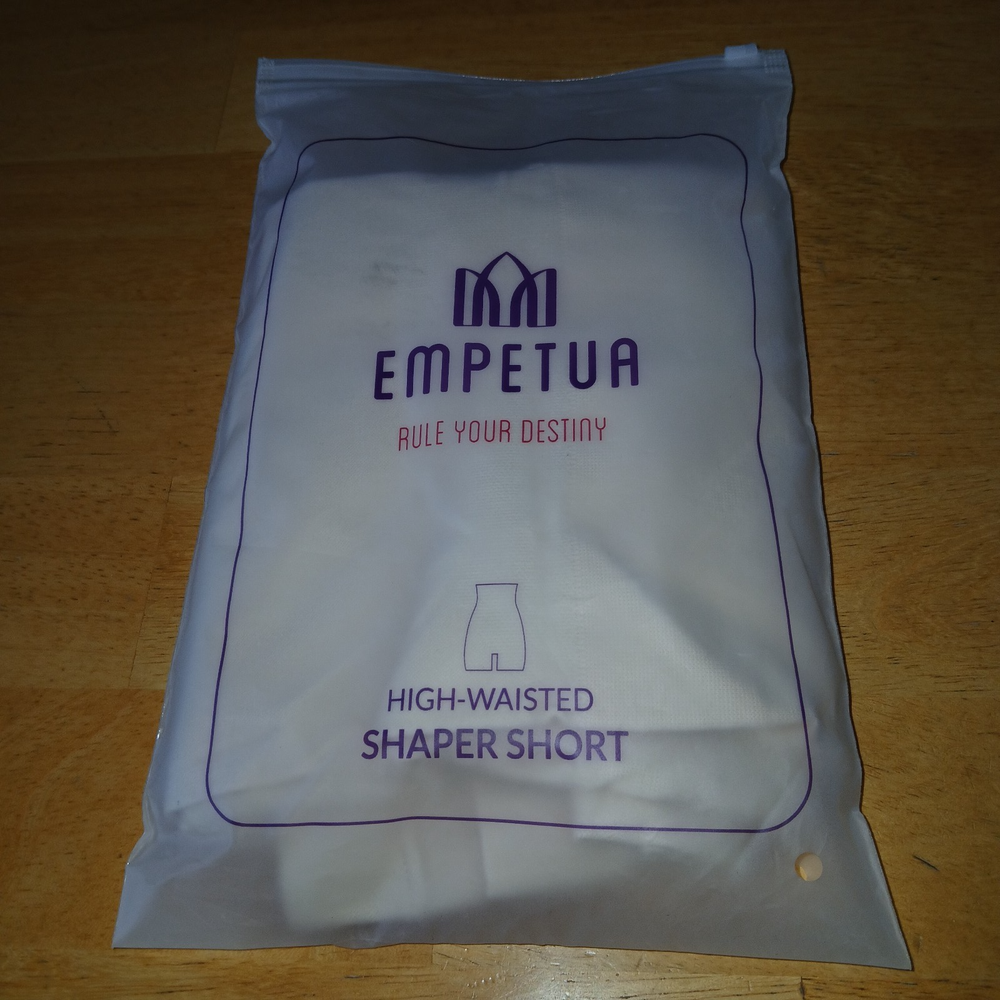 EMPETUA
RULE YOUR DESTINY
HIGH-WAISTED
SHAPER SHORT